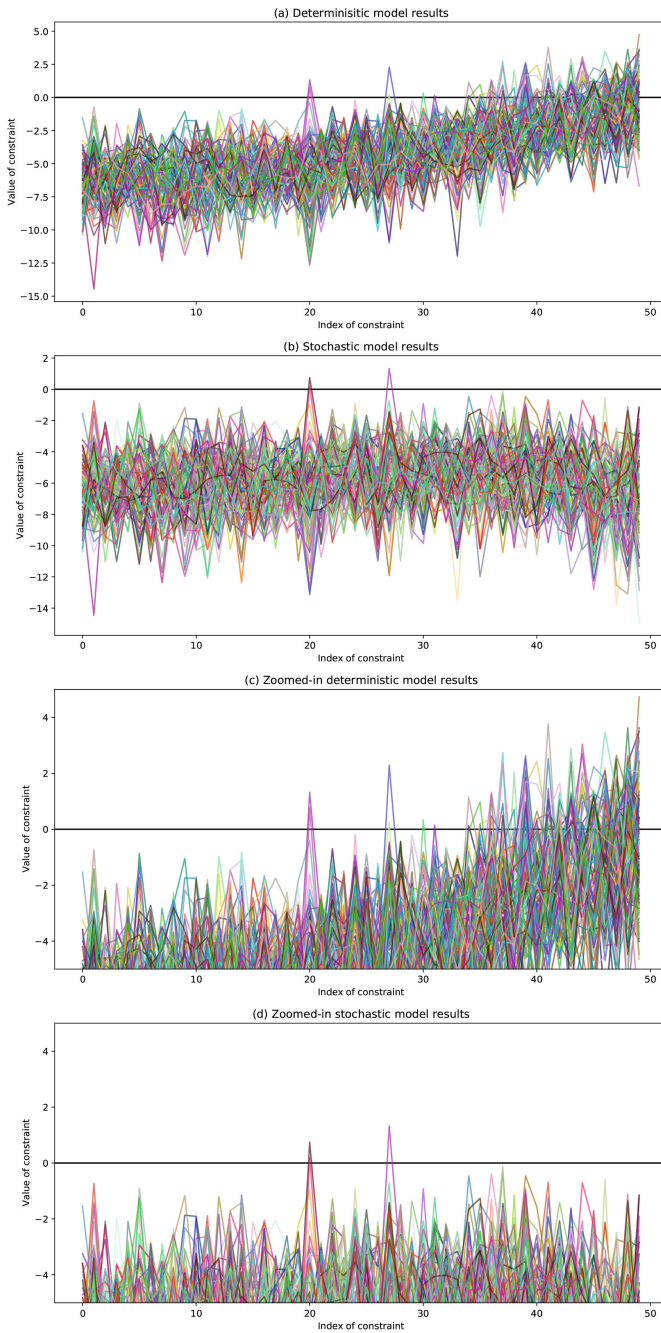 (a) Determinisitic model results
5.0
2.5
0.0
−2.5
−5.0
−7.5
−10.0
−12.5
−15.0
Value of constraint
0 10 20 30 40 50
Index of constraint
(b) Stochastic model results
2
0
−2
−4
−6
−8
−10
−12
−14
Value of constraint
0 10 20 30 40 50
Index of constraint
(c) Zoomed-in deterministic model results
4
2
0
−2
−4
Value of constraint
0 10 20 30 40 50
Index of constraint
(d) Zoomed-in stochastic model results
4
2
0
−2
−4
Value of constraint
0 10 20 30 40 50
Index of constraint